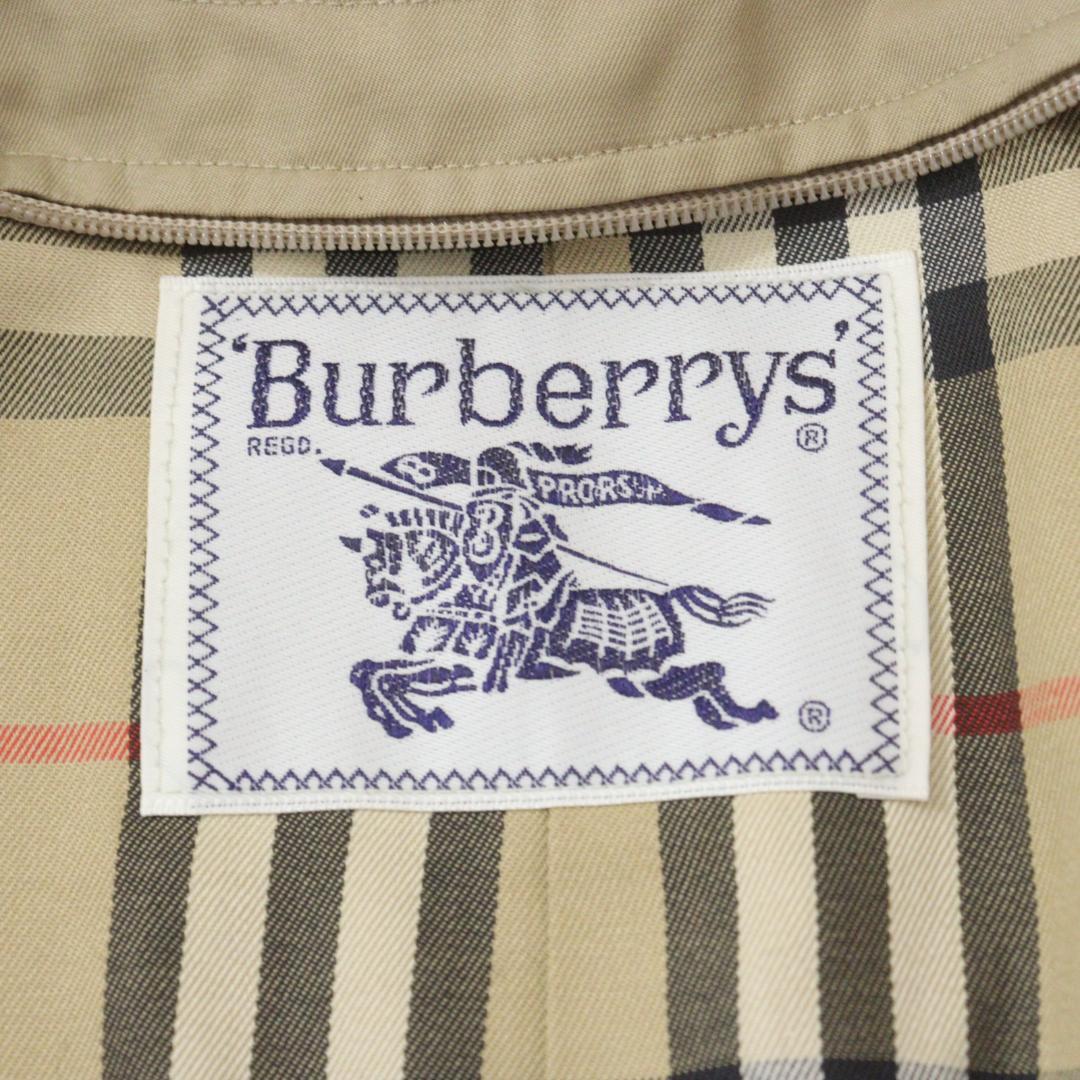 'Burberrys'
REGD. ®
B PRORSUM
B
®